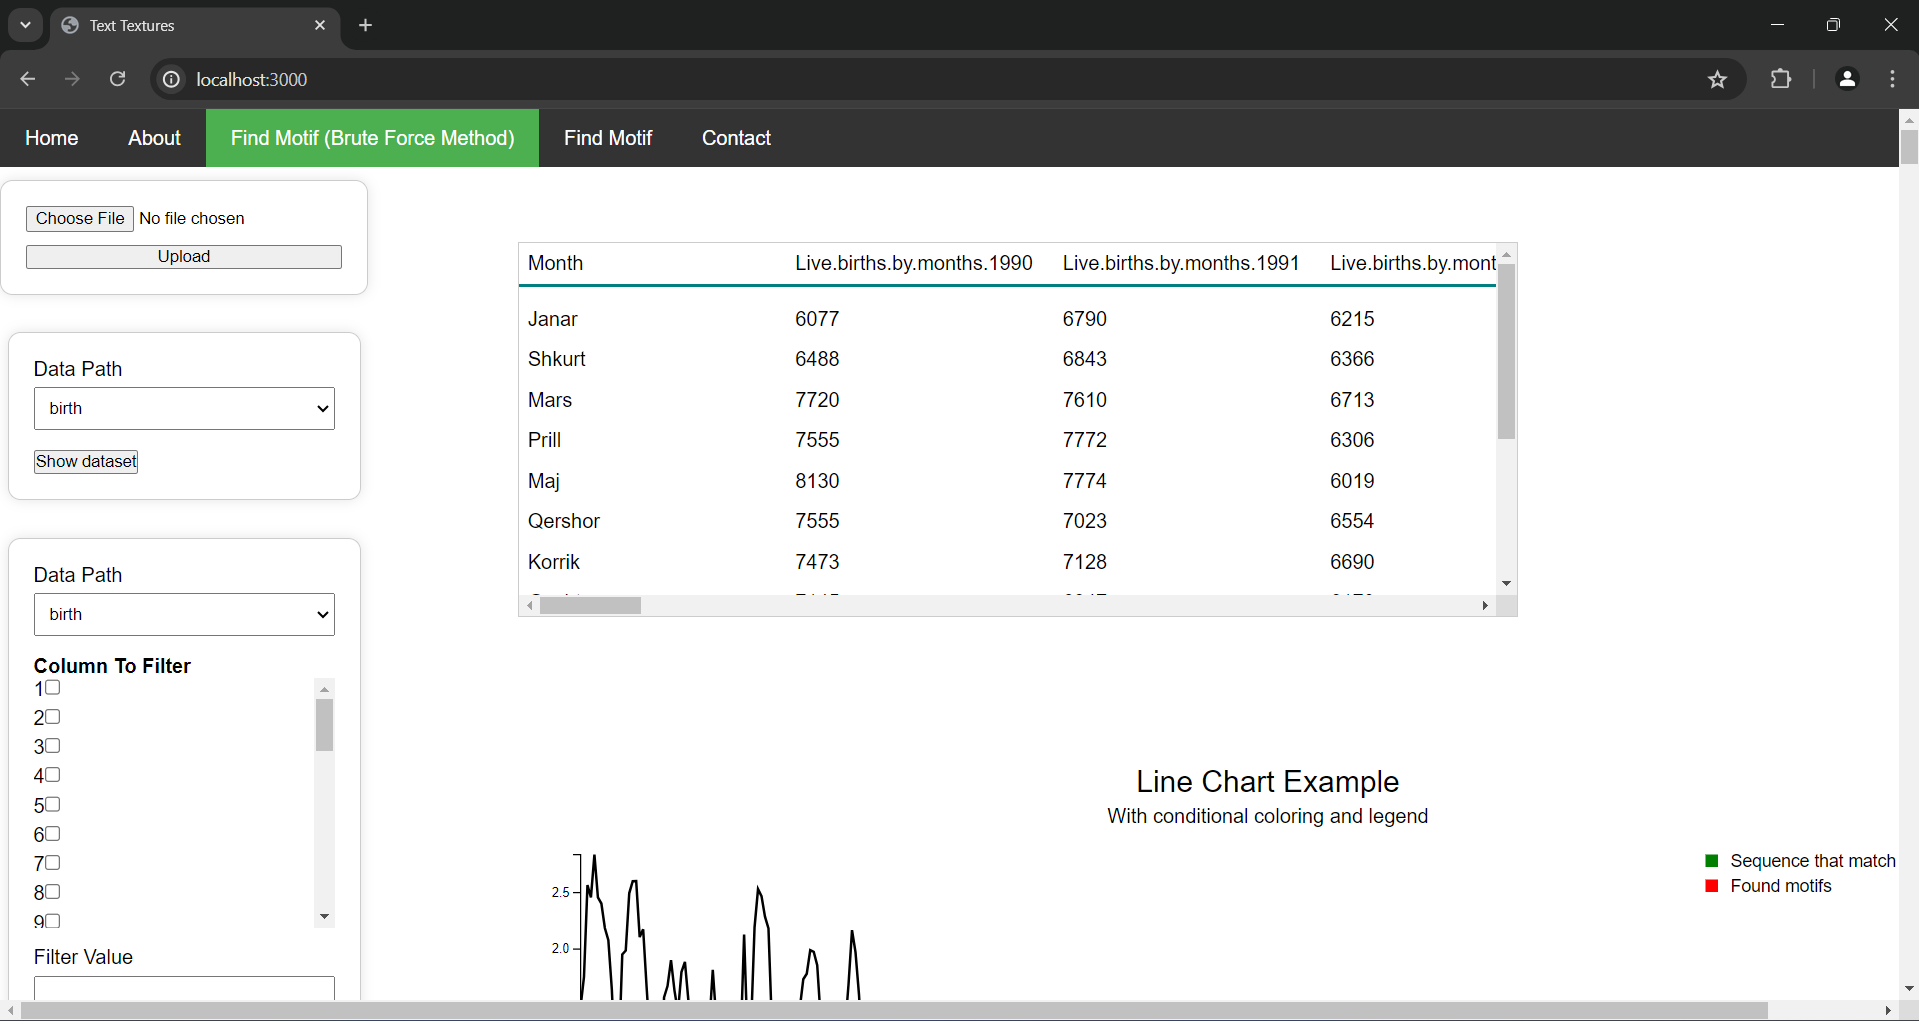 Text Textures
localhost:3000
Home About Find Motif (Brute Force Method) Find Motif Contact
Choose File No file chosen
Upload
Data Path
birth
Show dataset
Data Path
birth
Column To Filter
1
2
3
4
5
6
7
8
9
Filter Value
Month Live.births.by.months.1990 Live.births.by.months.1991 Live.births.by.mont
Janar 6077 6790 6215
Shkurt 6488 6843 6366
Mars 7720 7610 6713
Prill 7555 7772 6306
Maj 8130 7774 6019
Qershor 7555 7023 6554
Korrik 7473 7128 6690
Line Chart Example
With conditional coloring and legend
Sequence that match
Found motifs
2.5
2.0